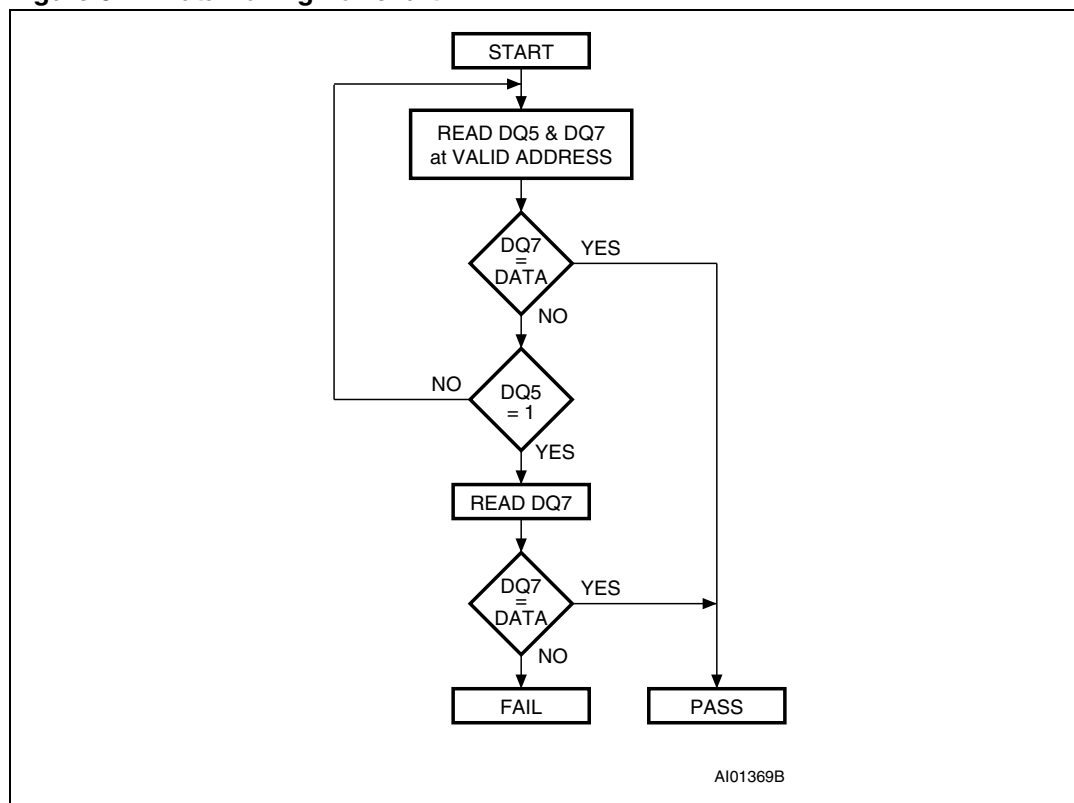 START
READ DQ5 & DQ7
at VALID ADDRESS
DQ7
=
DATA
YES
NO
DQ5
= 1
NO
YES
READ DQ7
DQ7
=
DATA
YES
NO
FAIL
PASS
AI01369B